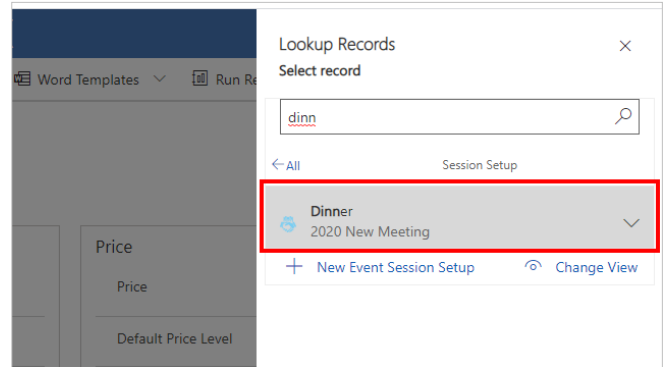 Word Templates
Run Re
Price
Price
Default Price Level
Lookup Records
Select record
dinn
All
Session Setup
Dinner
2020 New Meeting
New Event Session Setup
Change View